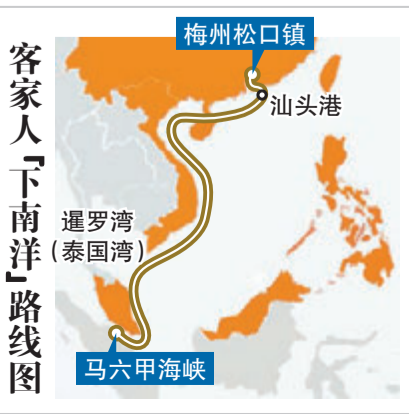 客家人「下南洋」路线图
梅州松口镇
汕头港
暹罗湾
(泰国湾)
马六甲海峡